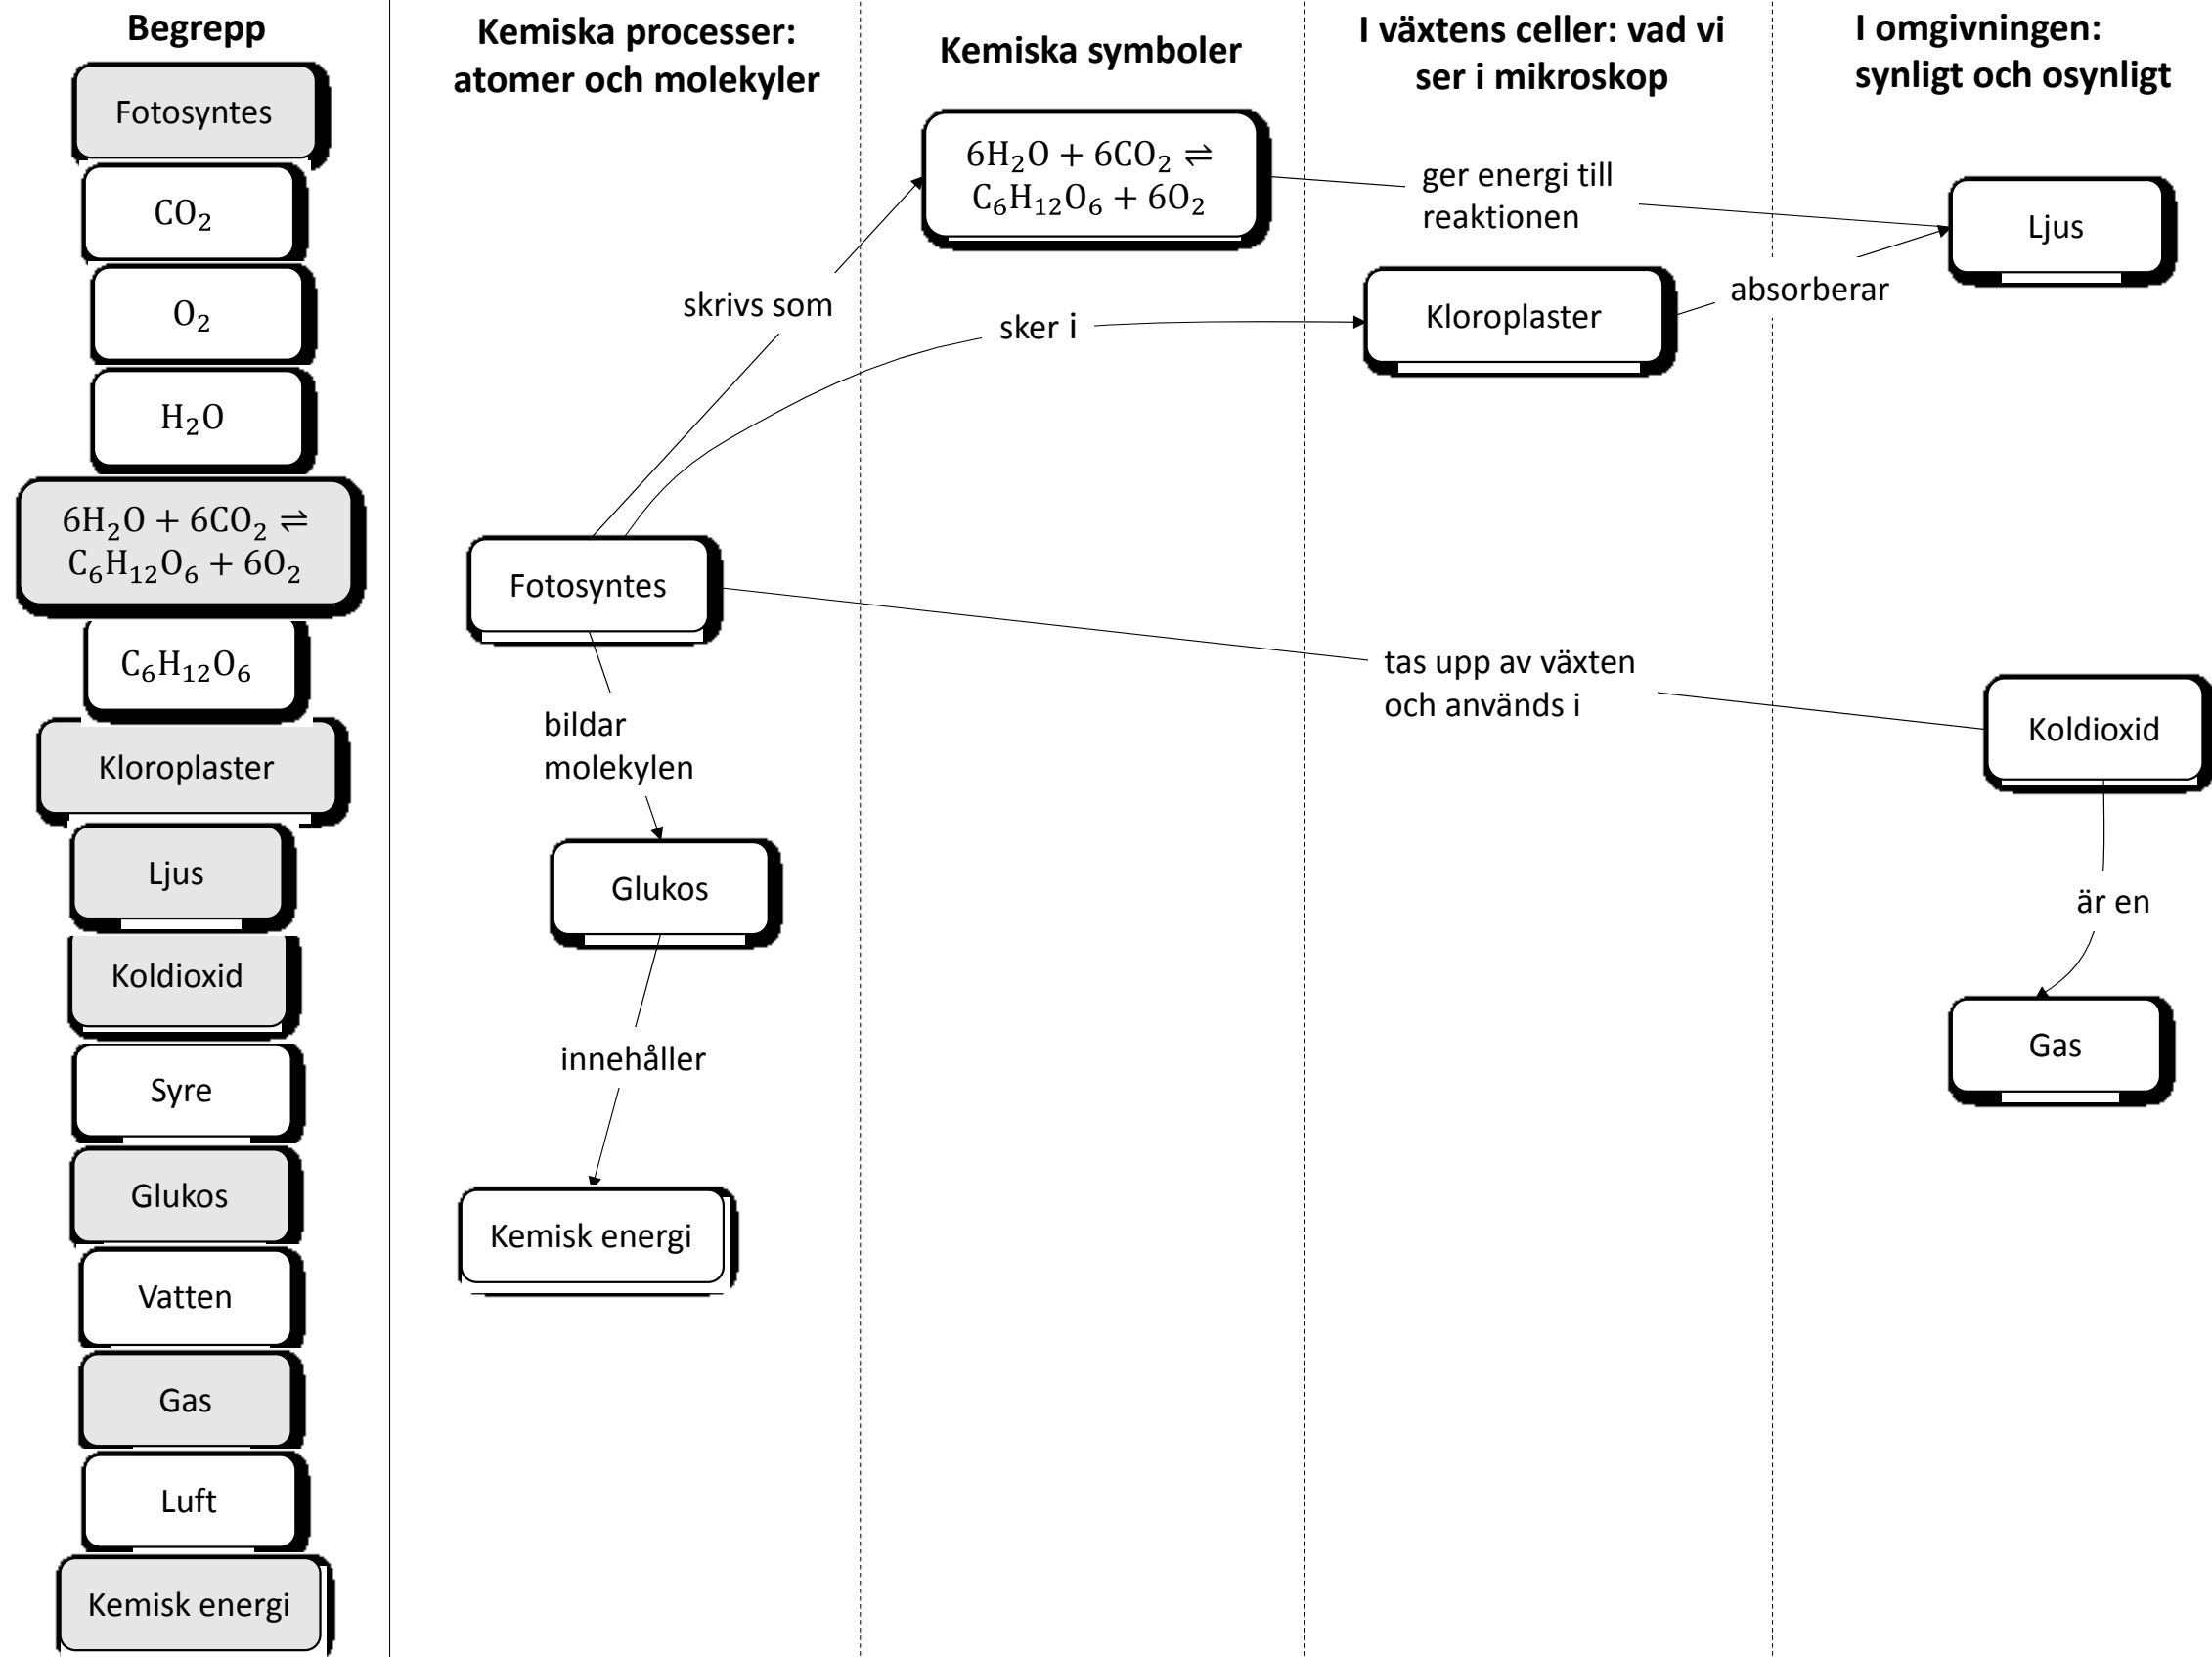 Begrepp
Fotosyntes
CO₂
O₂
H₂O
6H₂O + 6CO₂ ⇌
C₆H₁₂O₆ + 6O₂
C₆H₁₂O₆
Kloroplaster
Ljus
Koldioxid
Syre
Glukos
Vatten
Gas
Luft
Kemisk energi
Kemiska processer:
atomer och molekyler
skrivs som
Fotosyntes
bildar
molekylen
Glukos
innehåller
Kemisk energi
Kemiska symboler
6H₂O + 6CO₂ ⇌
C₆H₁₂O₆ + 6O₂
sker i
I växtens celler: vad vi
ser i mikroskop
ger energi till
reaktionen
Kloroplaster
absorberar
tas upp av växten
och används i
I omgivningen:
synligt och osynligt
Ljus
Koldioxid
är en
Gas